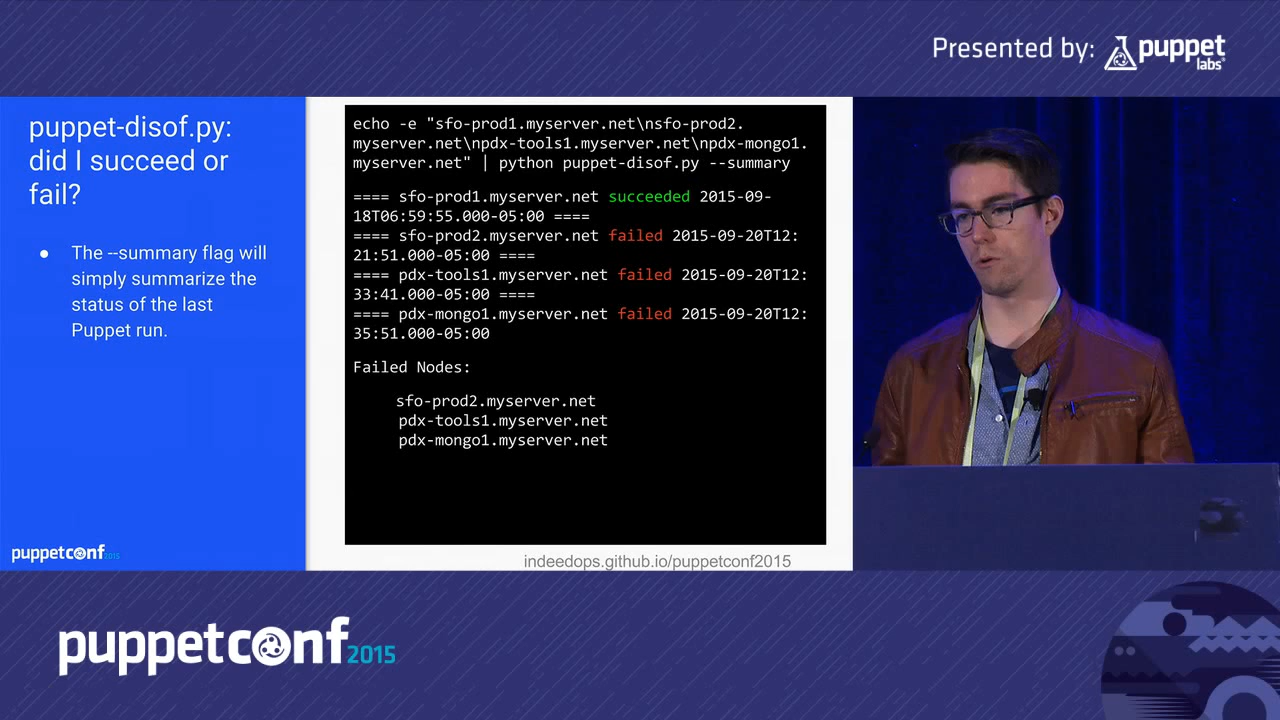 Presented by: puppet labs
puppet-disof.py:
did I succeed or
fail?
● The --summary flag will
simply summarize the
status of the last
Puppet run.
puppetconf2015
echo -e "sfo-prod1.myserver.net\nsfo-prod2.
myserver.net\npdx-tools1.myserver.net\npdx-mongo1.
myserver.net" | python puppet-disof.py --summary
==== sfo-prod1.myserver.net succeeded 2015-09-
18T06:59:55.000-05:00 ====
==== sfo-prod2.myserver.net failed 2015-09-20T12:
21:51.000-05:00 ====
==== pdx-tools1.myserver.net failed 2015-09-20T12:
33:41.000-05:00 ====
==== pdx-mongo1.myserver.net failed 2015-09-20T12:
35:51.000-05:00
Failed Nodes:
sfo-prod2.myserver.net
pdx-tools1.myserver.net
pdx-mongo1.myserver.net
indeedops.github.io/puppetconf2015
puppetconf2015